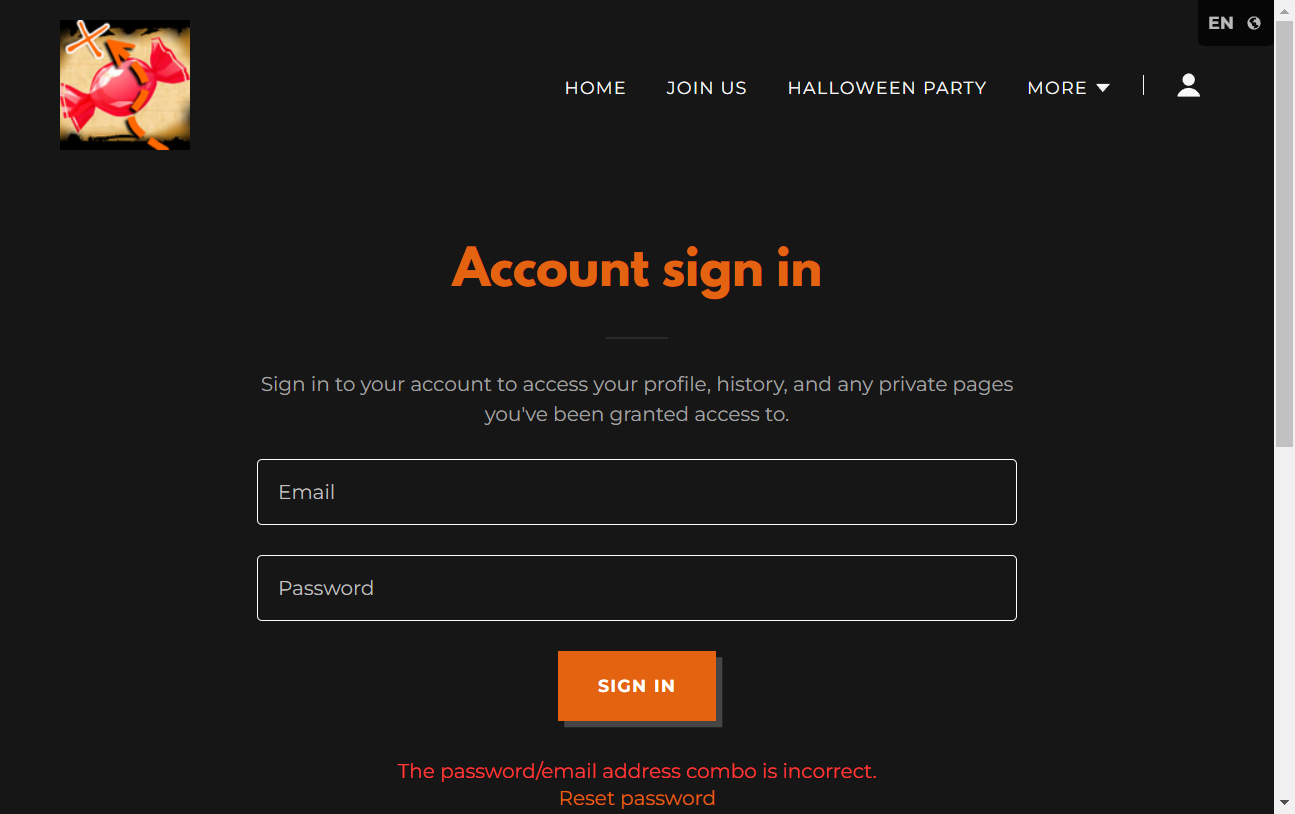 EN
HOME
JOIN US
HALLOWEEN PARTY
MORE
Account sign in
Sign in to your account to access your profile, history, and any private pages
you've been granted access to.
Email
Password
SIGN IN
The password/email address combo is incorrect.
Reset password